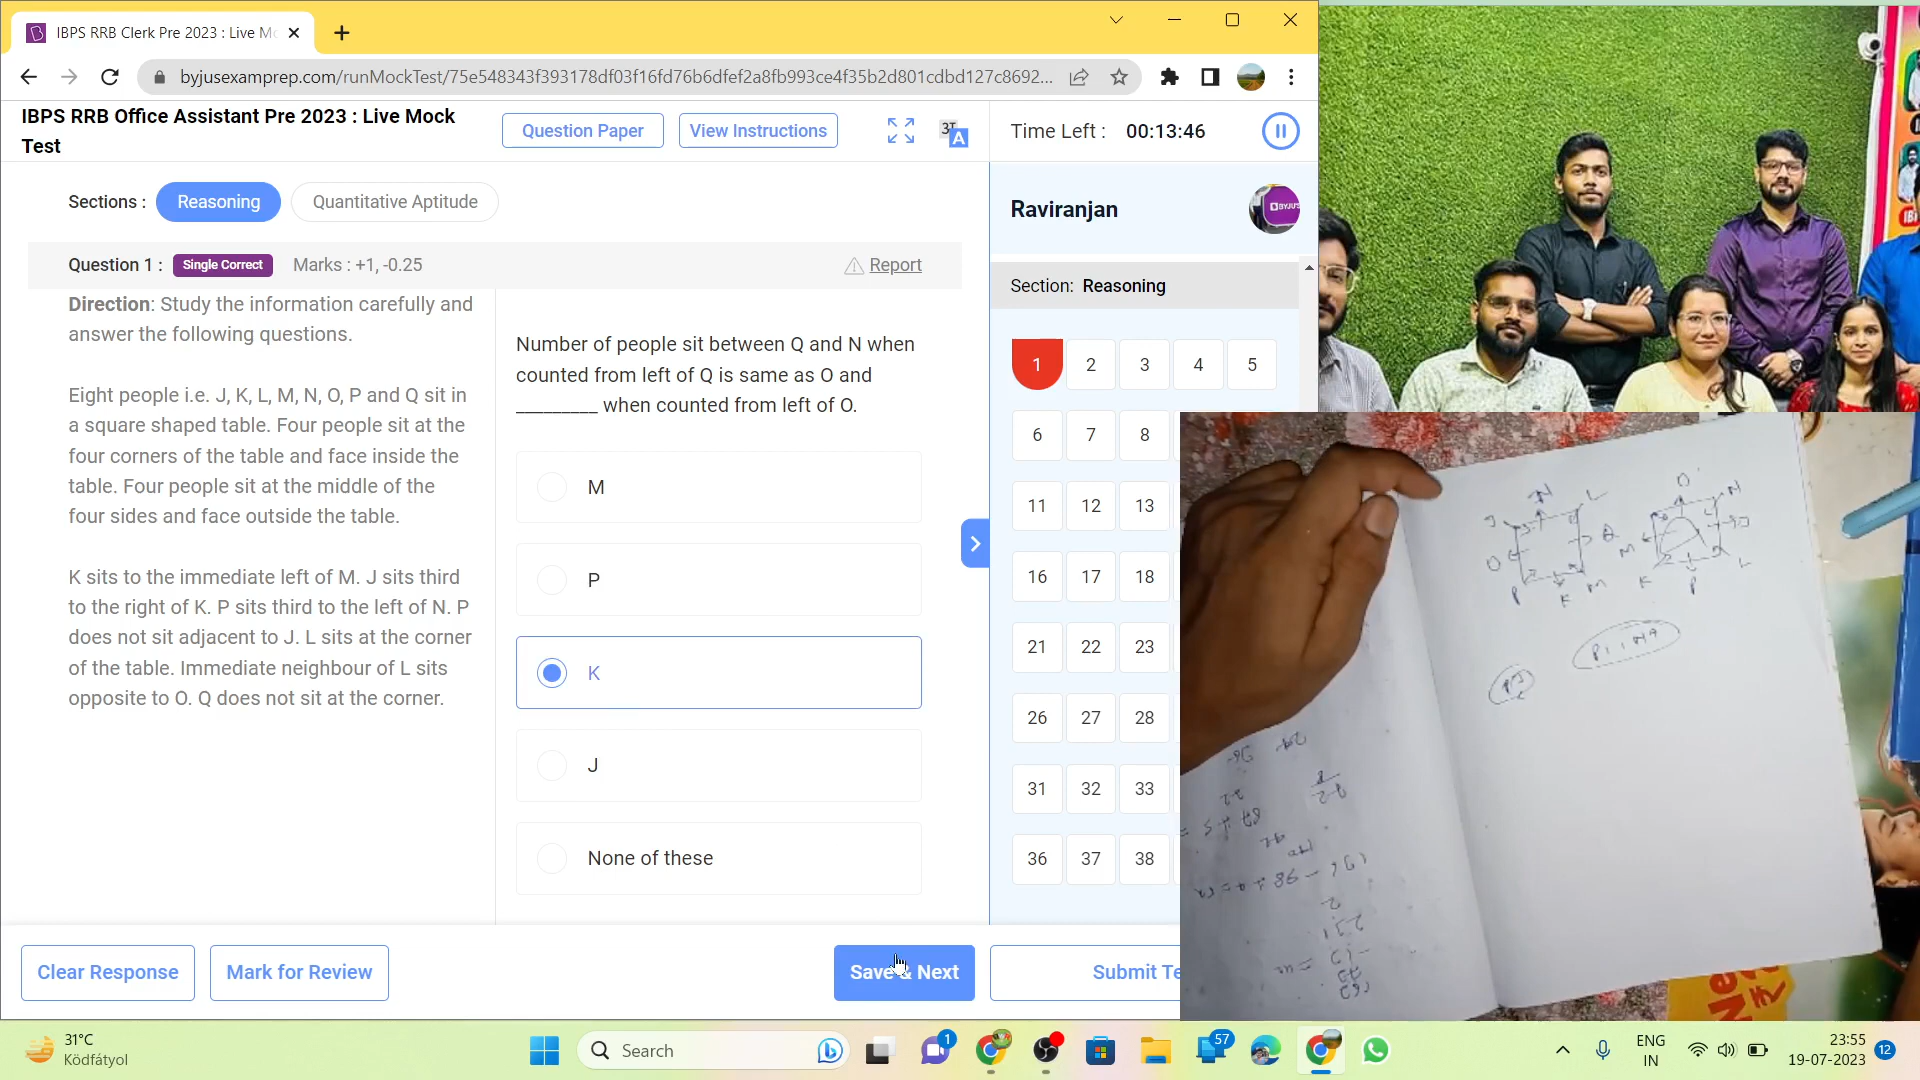 IBPS RRB Clerk Pre 2023 : Live Mo
byjusexamprep.com/runMockTest/75e548343f393178df03f16fd76b6dfef2a8fb993ce4f35b2d801cdbd127c8692...
IBPS RRB Office Assistant Pre 2023 : Live Mock
Test
Question Paper
View Instructions
Time Left : 00:13:46
Sections : Reasoning Quantitative Aptitude
Raviranjan
Question 1 : Single Correct Marks : +1, -0.25
Report
Section: Reasoning
Direction: Study the information carefully and
answer the following questions.
Eight people i.e. J, K, L, M, N, O, P and Q sit in
a square shaped table. Four people sit at the
four corners of the table and face inside the
table. Four people sit at the middle of the
four sides and face outside the table.
K sits to the immediate left of M. J sits third
to the right of K. P sits third to the left of N. P
does not sit adjacent to J. L sits at the corner
of the table. Immediate neighbour of L sits
opposite to O. Q does not sit at the corner.
Number of people sit between Q and N when
counted from left of Q is same as O and
_________ when counted from left of O.
M
P
K
J
None of these
1 2 3 4 5
6 7 8
11 12 13
16 17 18
21 22 23
26 27 28
31 32 33
36 37 38
Clear Response
Mark for Review
Save & Next
Submit Te
31°C
Ködfátyol
Search
1
57
ENG
IN
23:55
19-07-2023
12